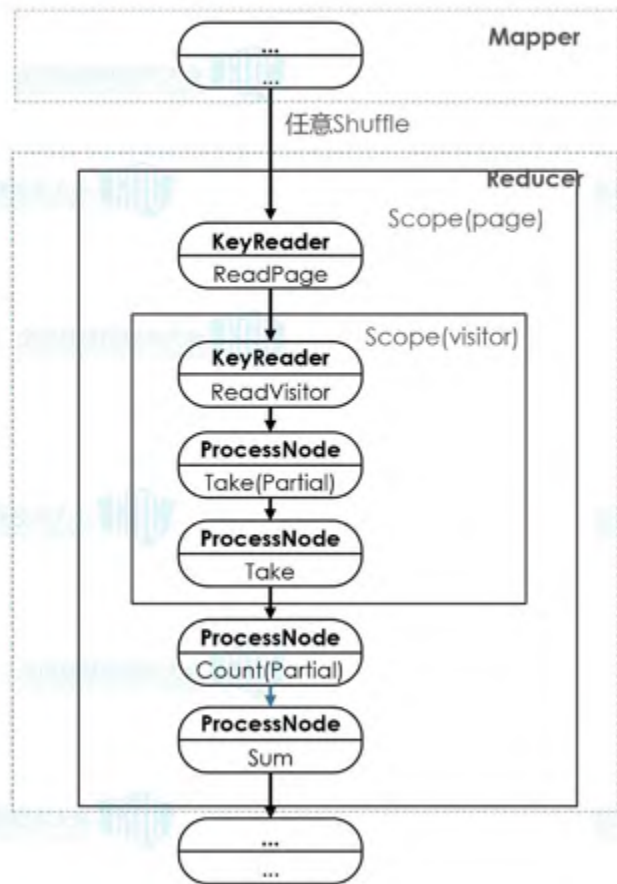 Mapper
...
...
任意Shuffle
Reducer
Scope(page)
KeyReader
ReadPage
Scope(visitor)
KeyReader
ReadVisitor
ProcessNode
Take(Partial)
ProcessNode
Take
ProcessNode
Count(Partial)
ProcessNode
Sum
...
...